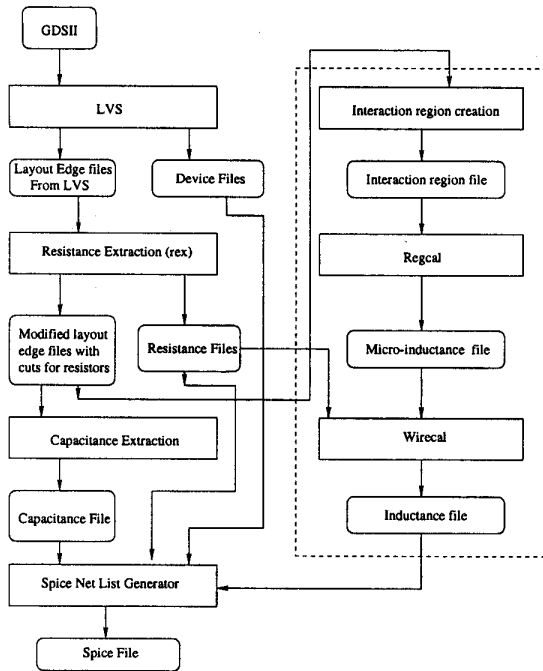 GDSII
LVS
Layout Edge files
From LVS
Device Files
Resistance Extraction (rex)
Modified layout
edge files with
cuts for resistors
Resistance Files
Capacitance Extraction
Capacitance File
Spice Net List Generator
Spice File
Interaction region creation
Interaction region file
Regcal
Micro-inductance file
Wirecal
Inductance file